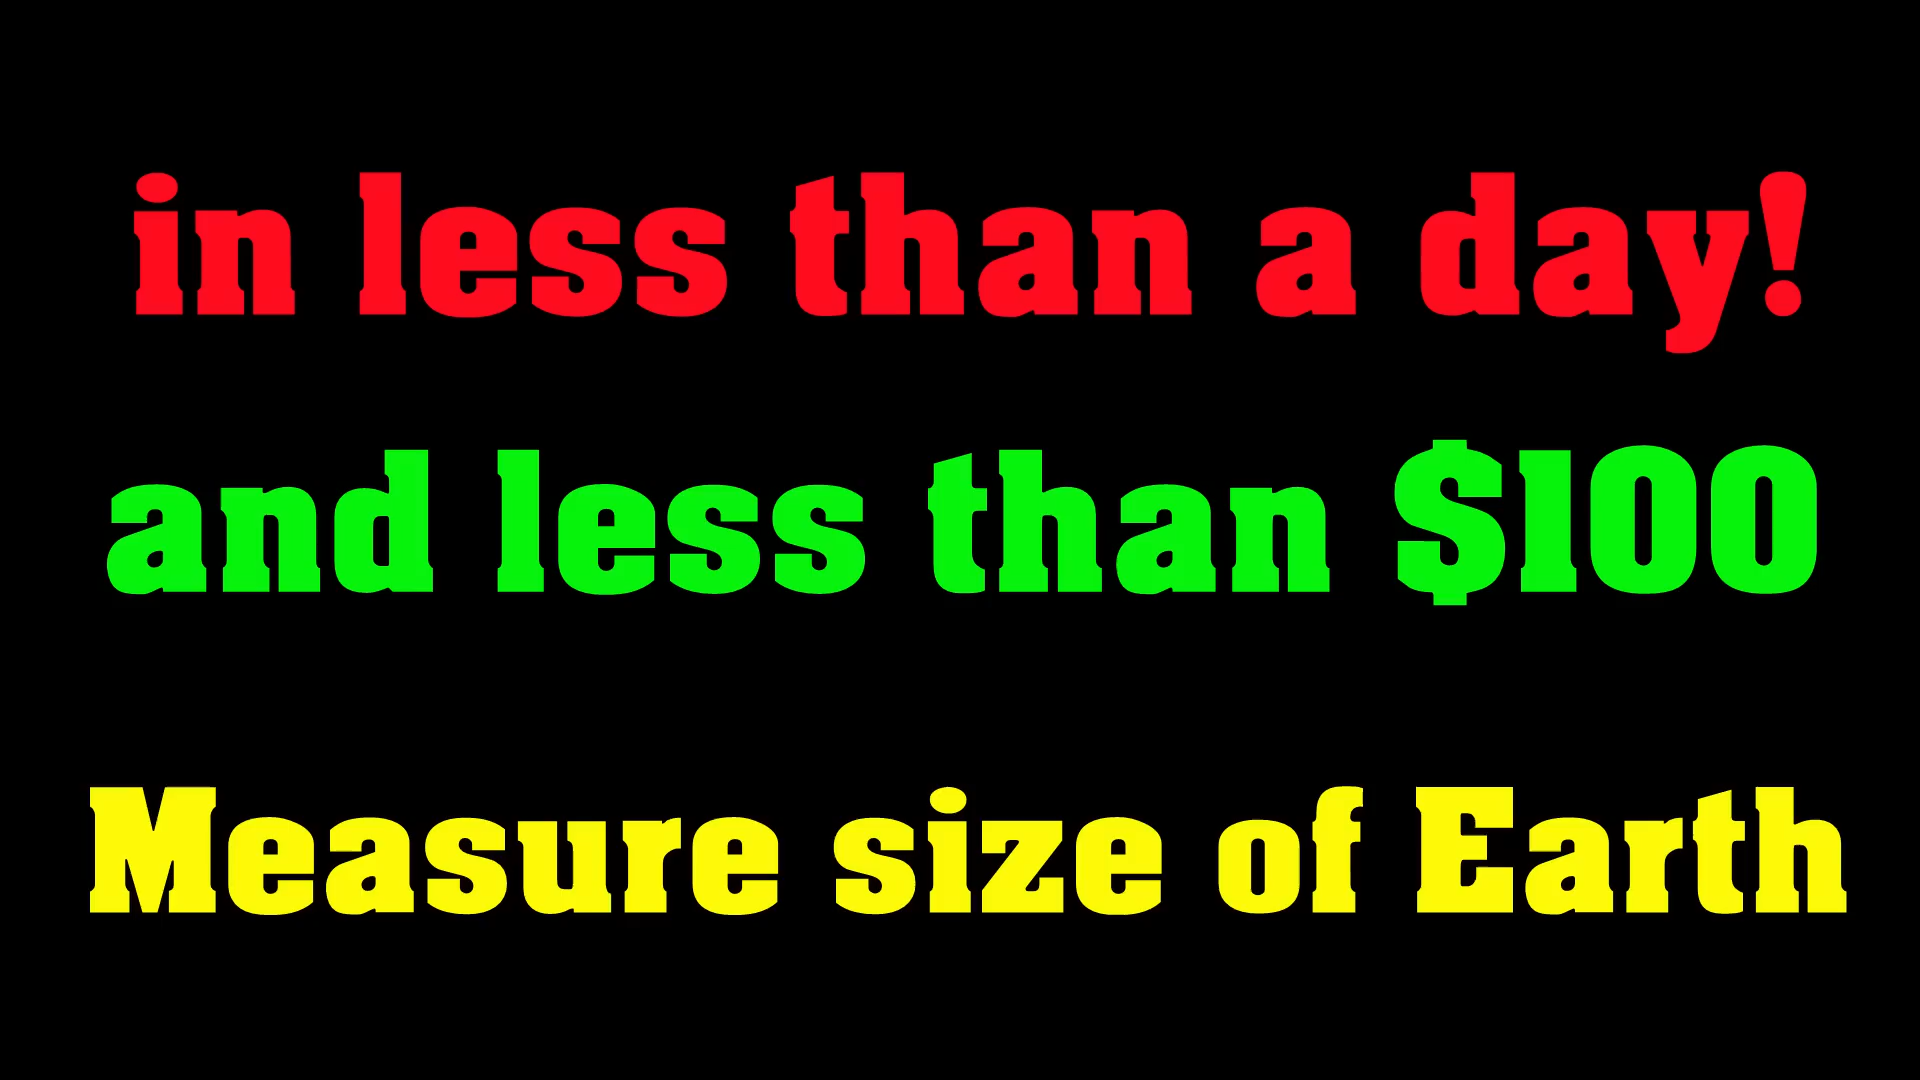 in less than a day!
and less than $100
Measure size of Earth